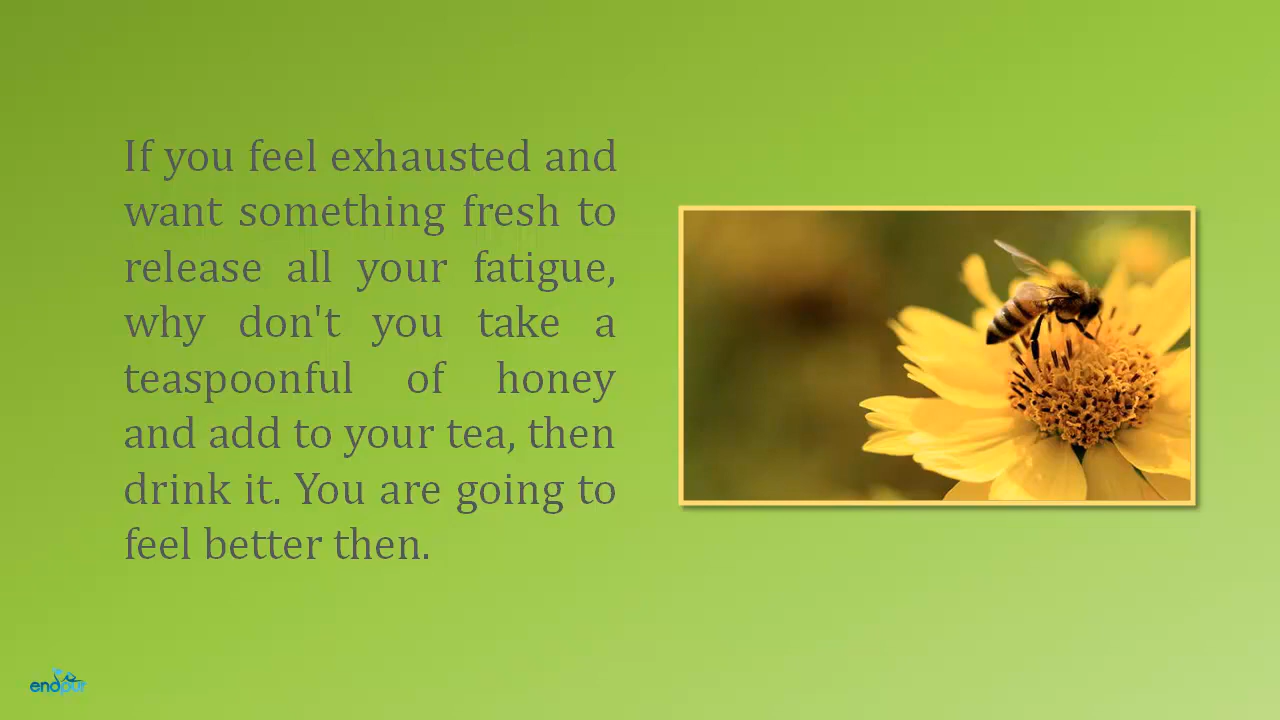 If you feel exhausted and
want something fresh to
release all your fatigue,
why don't you take a
teaspoonful of honey
and add to your tea, then
drink it. You are going to
feel better then.
endpur